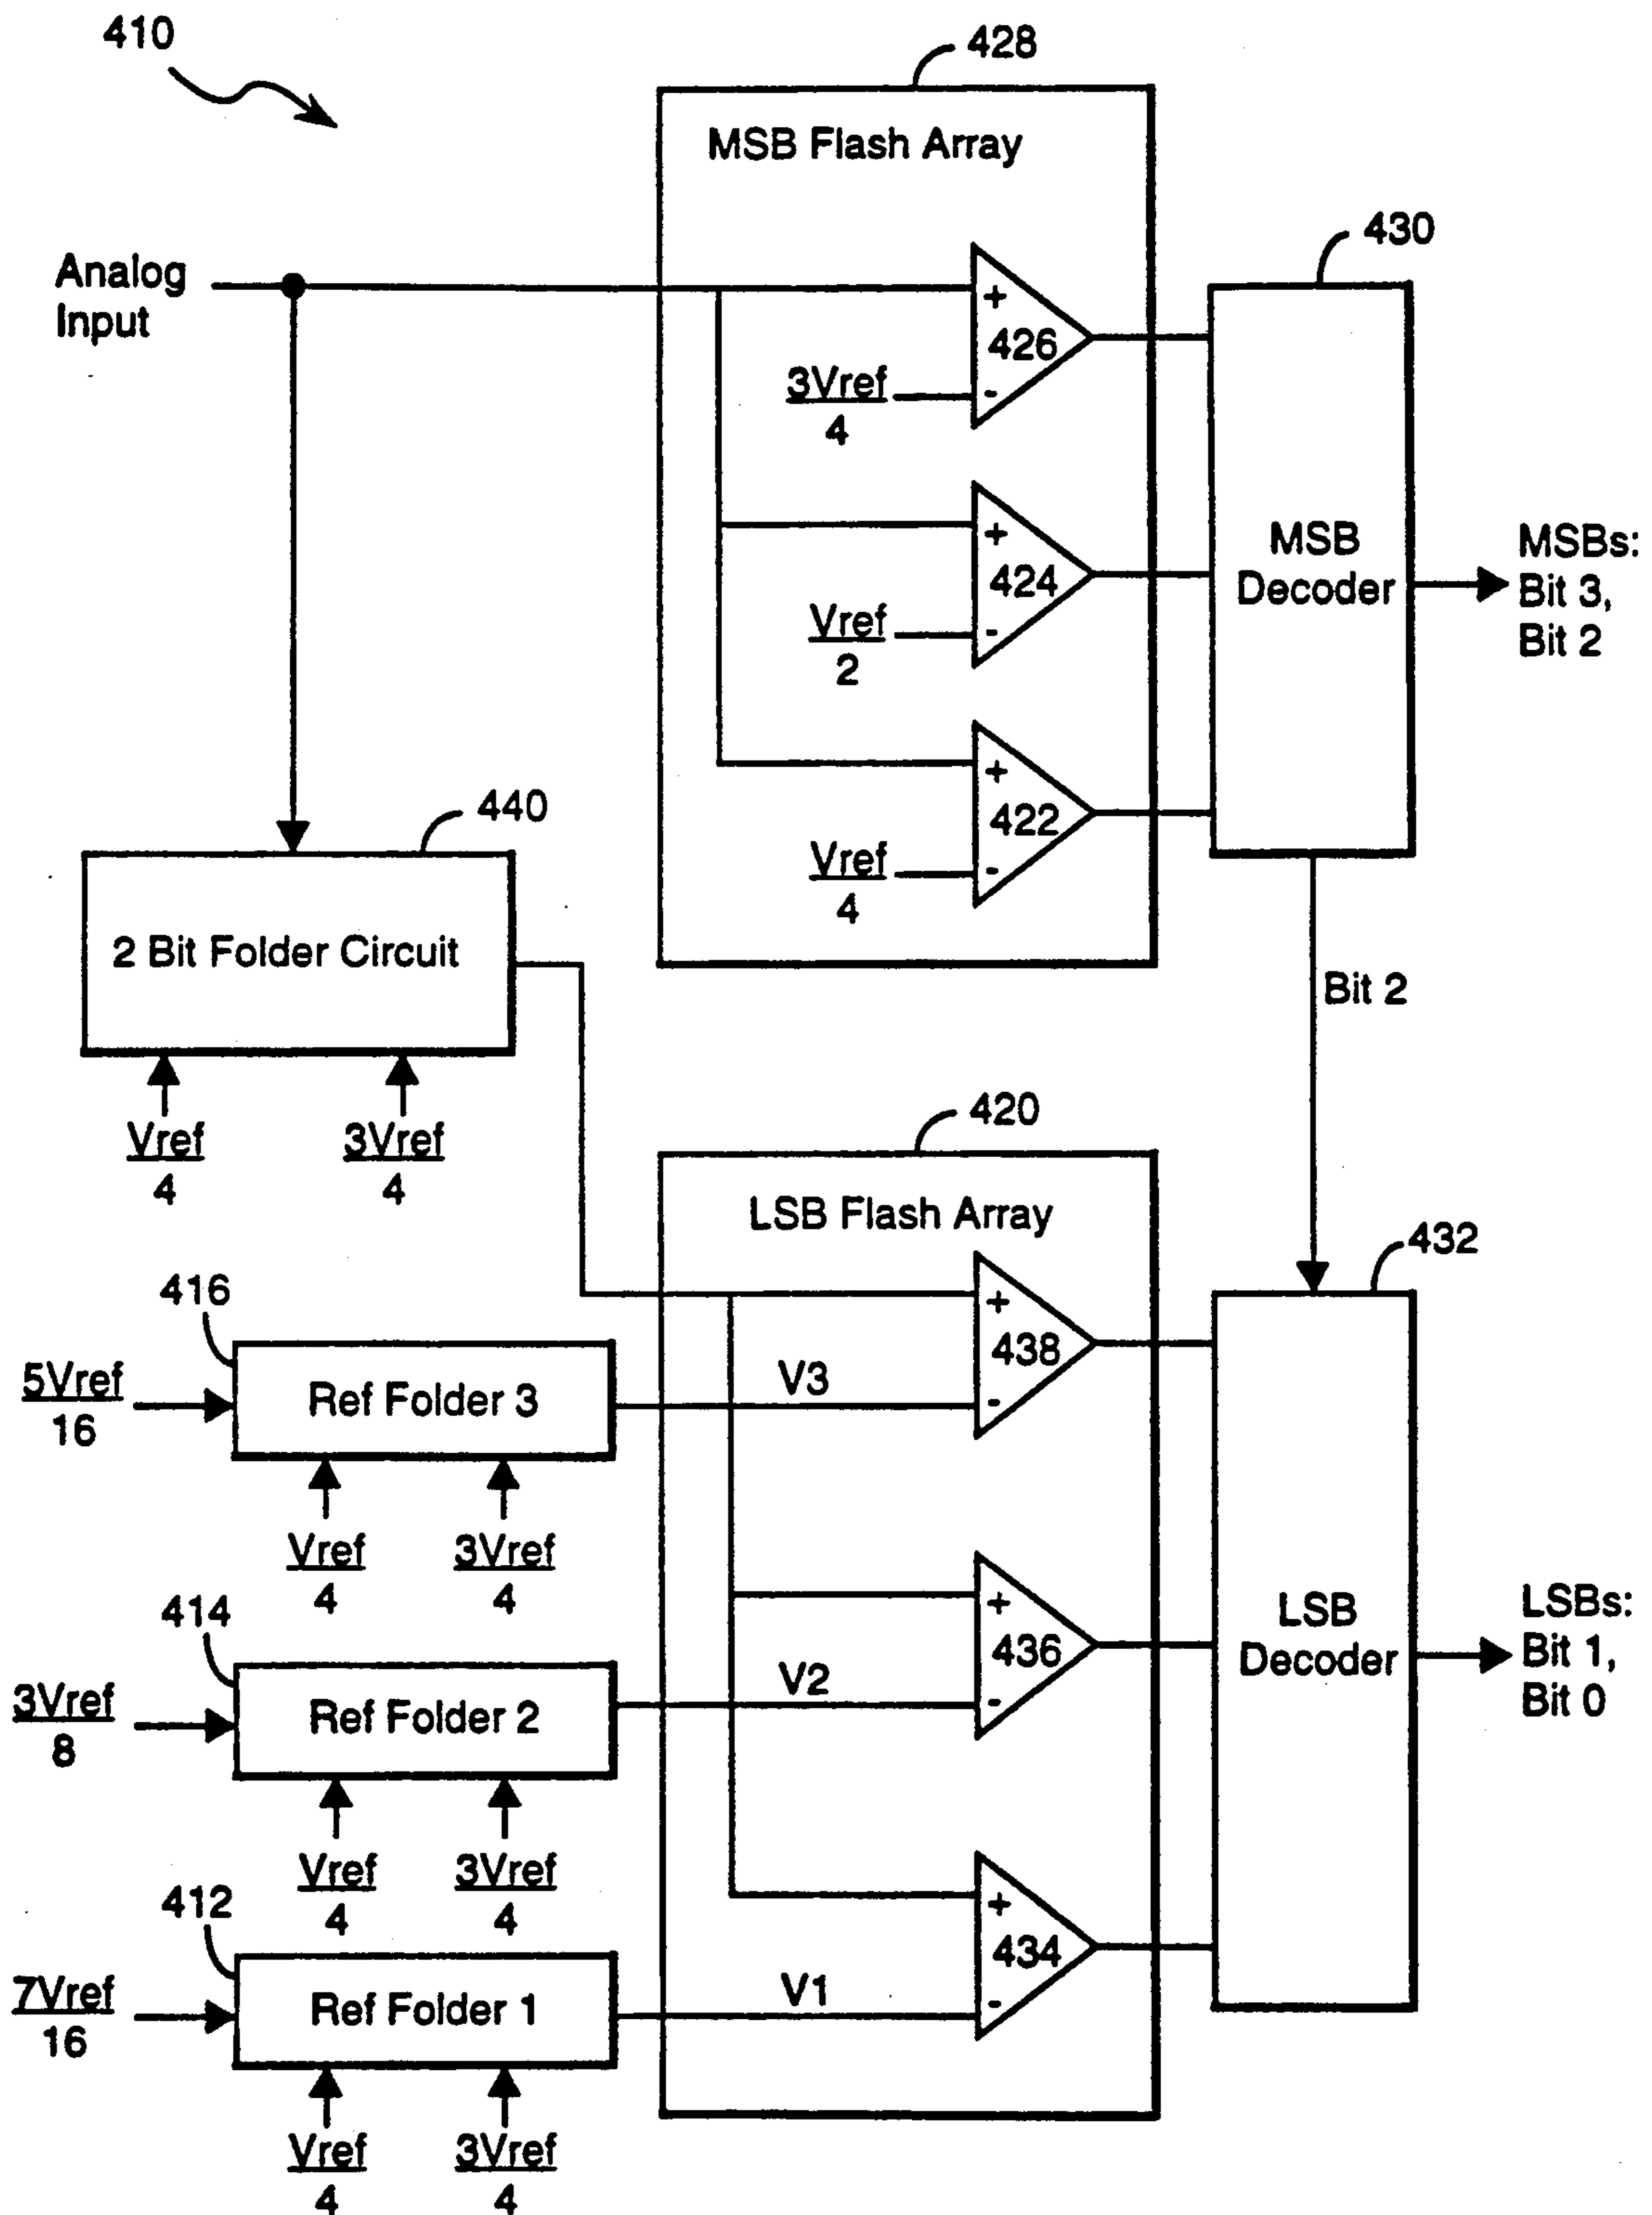 410
428
MSB Flash Array
430
Analog
Input
+
426
3Vref
4
-
+
424
Vref
2
-
MSB
Decoder
MSBs:
Bit 3,
Bit 2
+
422
Vref
4
-
440
2 Bit Folder Circuit
Vref
4
3Vref
4
Bit 2
420
LSB Flash Array
432
416
5Vref
16
Ref Folder 3
Vref
4
3Vref
4
V3
+
438
-
414
3Vref
8
Ref Folder 2
Vref
4
3Vref
4
V2
+
436
-
LSB
Decoder
LSBs:
Bit 1,
Bit 0
412
7Vref
16
Ref Folder 1
Vref
4
3Vref
4
V1
+
434
-